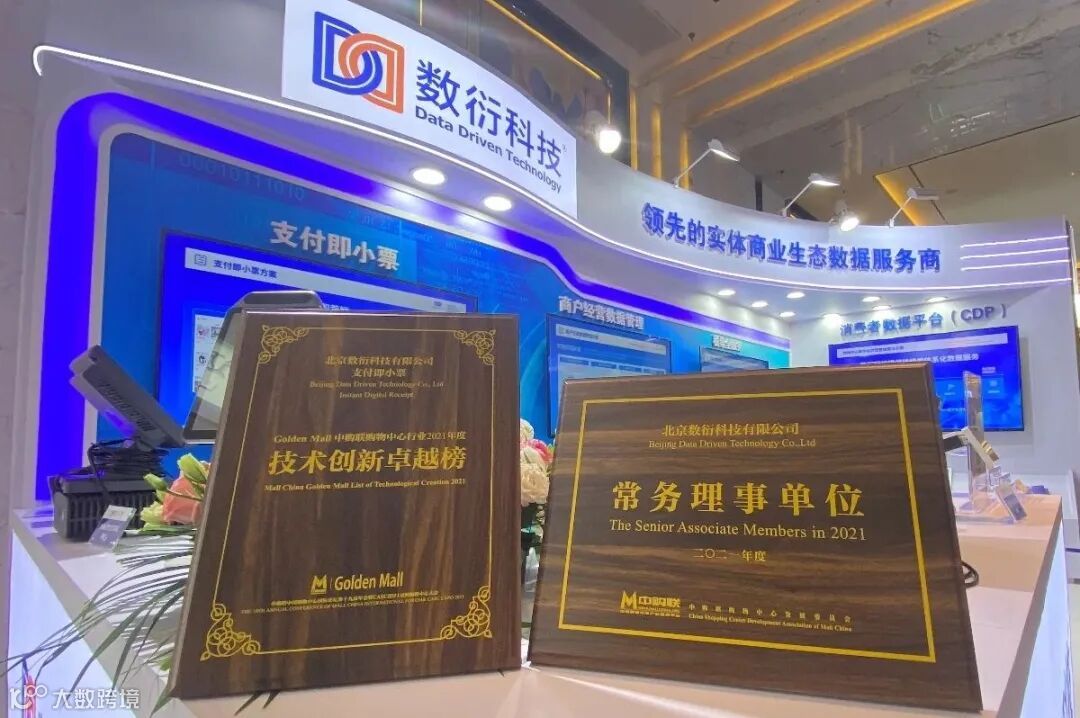 数衍科技®
Data Driven Technology
领先的实体商业生态数据服务商
00010111010
支付即小票
支付即小票方案
商户经营数据管理
消费者数据平台（CDP）
北京数衍科技有限公司
支付即小票
Beijing Data Driven Technology Co., Ltd
Instant Digital Receipt
Golden Mall 中购联购物中心行业2021年度
技术创新卓越榜
Mall China Golden Mall List of Technological Creation 2021
Golden Mall
北京数衍科技有限公司
Beijing Data Driven Technology Co.,Ltd
常务理事单位
The Senior Associate Members in 2021
二〇二一年度
中购联
中购联购物中心发展委员会
China Shopping Center Development Association of Mall China
大数跨境